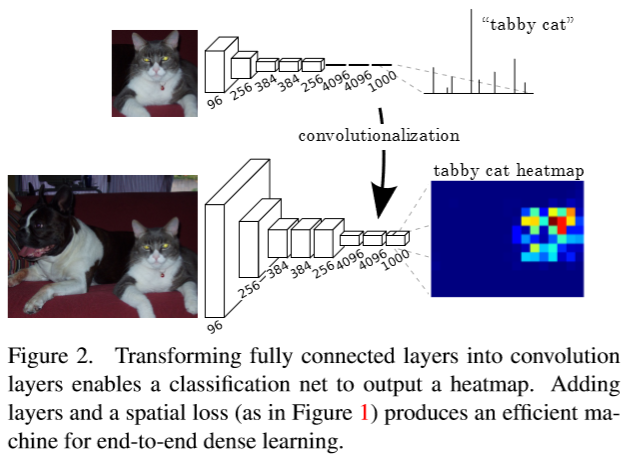 "tabby cat"
96 256 384 384 256 4096 4096 1000
convolutionalization
tabby cat heatmap
96 256 384 384 256 4096 4096 1000
Figure 2. Transforming fully connected layers into convolution
layers enables a classification net to output a heatmap. Adding
layers and a spatial loss (as in Figure 1) produces an efficient ma-
chine for end-to-end dense learning.